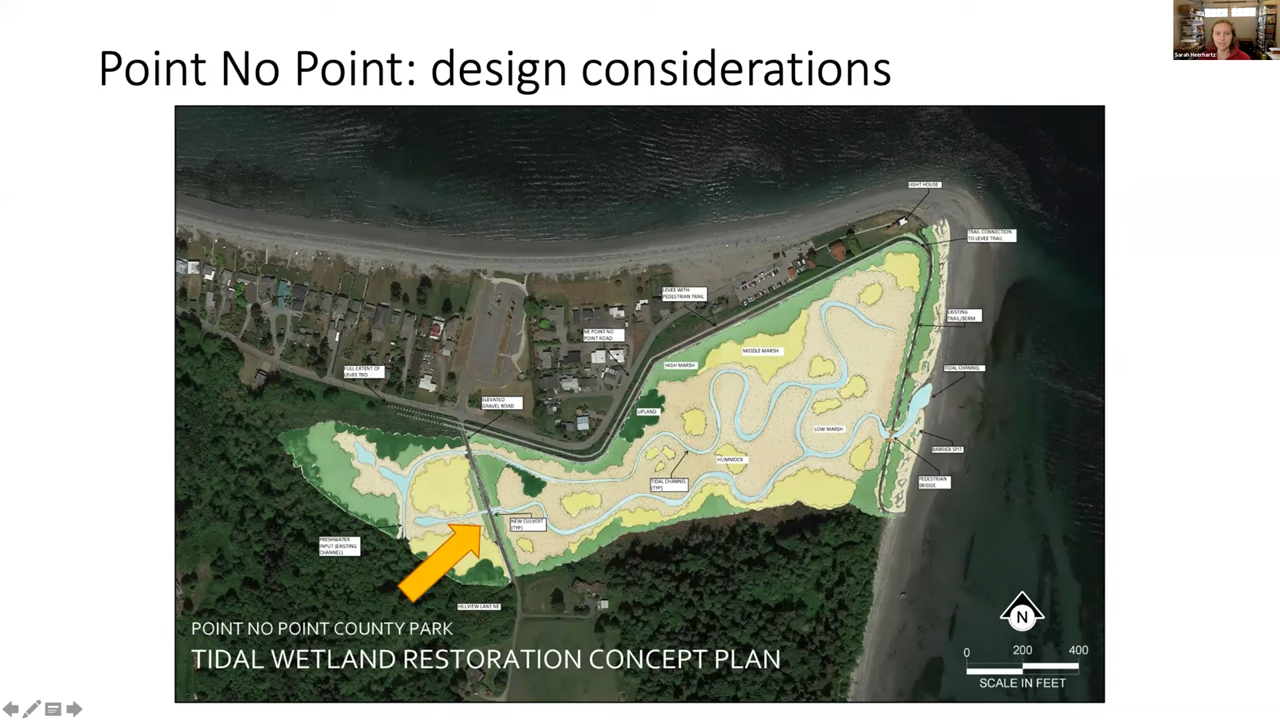 Point No Point: design considerations
Sarah Heerhartz
LIGHT HOUSE
TRAIL CONNECTION
TO LEVEE TRAIL
LEVEE WITH
PEDESTRIAN TRAIL
EXISTING
TRAIL/BERM
NE POINT NO
POINT ROAD
MIDDLE MARSH
HIGH MARSH
TIDAL CHANNEL
FULL EXTENT OF
LEVEE TBD
ELEVATED
GRAVEL ROAD
UPLAND
LOW MARSH
BARRIER SPIT
HUMMOCK
TIDAL CHANNEL
(TYP)
PEDESTRIAN
BRIDGE
NEW CULVERT
(TYP)
FRESHWATER
INPUT (EXISTING
CHANNEL)
HILLVIEW LANE NE
POINT NO POINT COUNTY PARK
TIDAL WETLAND RESTORATION CONCEPT PLAN
N
0 200 400
SCALE IN FEET